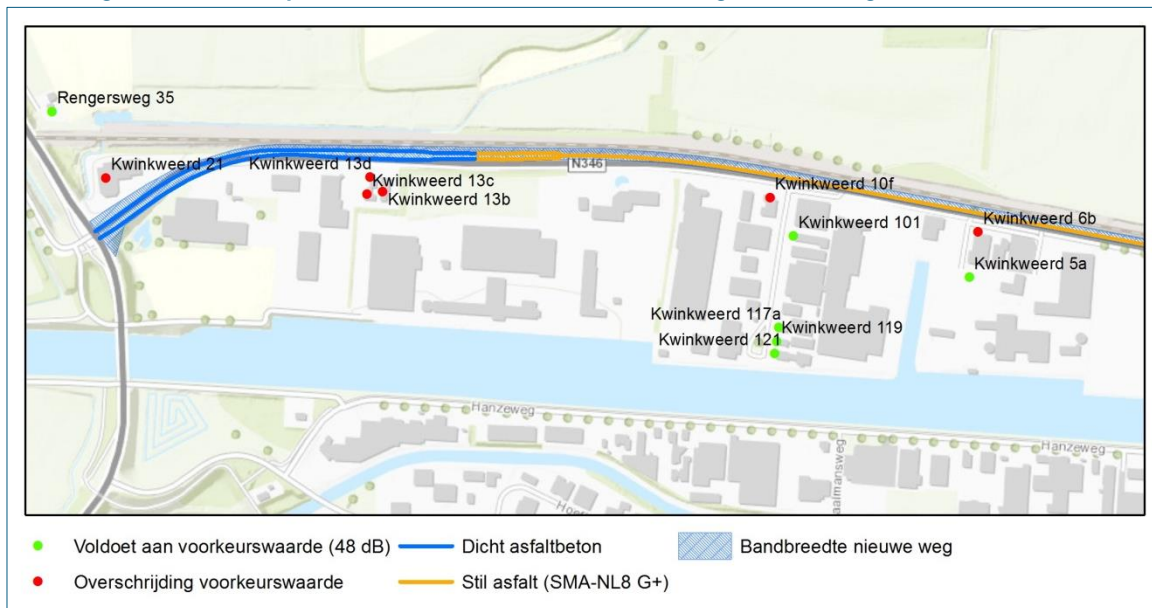 Rengersweg 35
Kwinkweerd 21
Kwinkweerd 13d
N346
Kwinkweerd 13c
Kwinkweerd 13b
Kwinkweerd 10f
Kwinkweerd 101
Kwinkweerd 6b
Kwinkweerd 5a
Kwinkweerd 117a
Kwinkweerd 119
Kwinkweerd 121
Hanzeweg
Hanzeweg
Voldoet aan voorkeurswaarde (48 dB)
Dicht asfaltbeton
Bandbreedte nieuwe weg
Overschrijding voorkeurswaarde
Stil asfalt (SMA-NL8 G+)